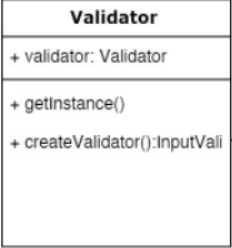 Validator
+ validator: Validator
+ getInstance()
+ createValidator():InputVali